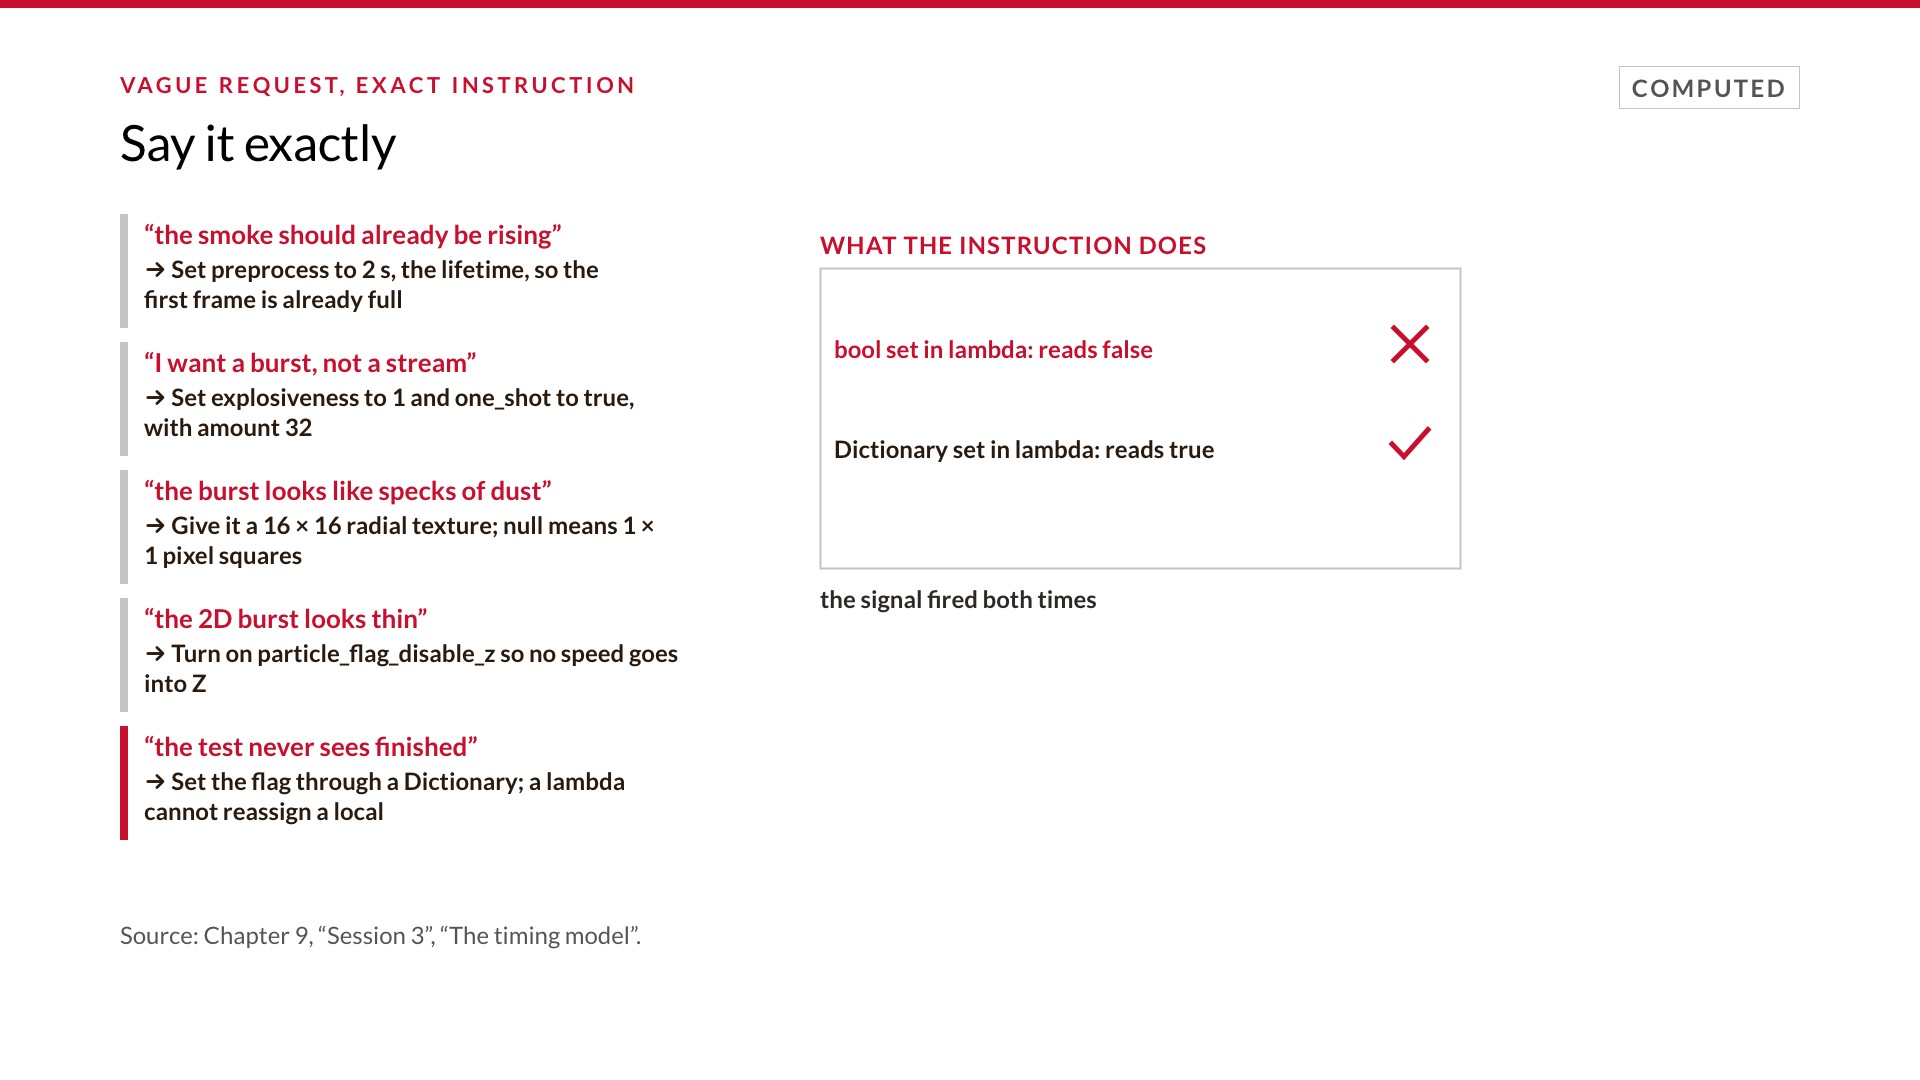 VAGUE REQUEST, EXACT INSTRUCTION
COMPUTED
Say it exactly
“the smoke should already be rising”
→ Set preprocess to 2 s, the lifetime, so the
first frame is already full
“I want a burst, not a stream”
→ Set explosiveness to 1 and one_shot to true,
with amount 32
“the burst looks like specks of dust”
→ Give it a 16 × 16 radial texture; null means 1 ×
1 pixel squares
“the 2D burst looks thin”
→ Turn on particle_flag_disable_z so no speed goes
into Z
“the test never sees finished”
→ Set the flag through a Dictionary; a lambda
cannot reassign a local
WHAT THE INSTRUCTION DOES
bool set in lambda: reads false
Dictionary set in lambda: reads true
the signal fired both times
Source: Chapter 9, “Session 3”, “The timing model”.